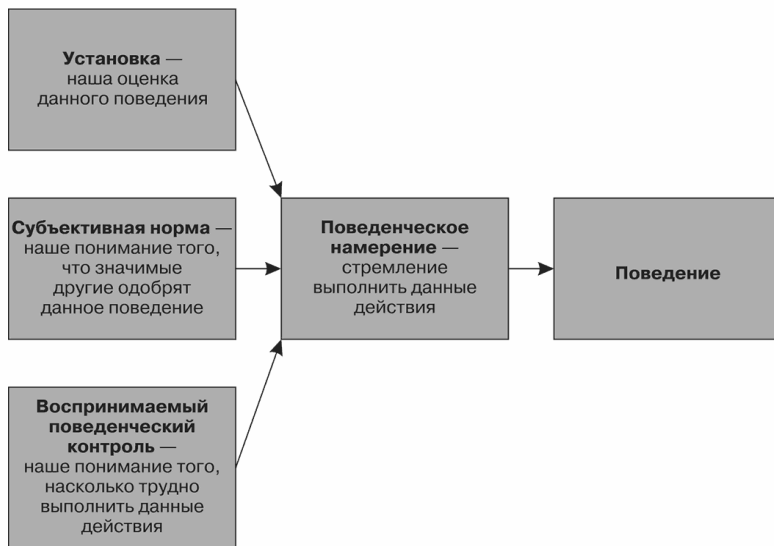 Установка —
наша оценка
данного поведения
Субъективная норма —
наше понимание того,
что значимые
другие одобрят
данное поведение
Поведенческое
намерение —
стремление
выполнить данные
действия
Поведение
Воспринимаемый
поведенческий
контроль —
наше понимание того,
насколько трудно
выполнить данные
действия